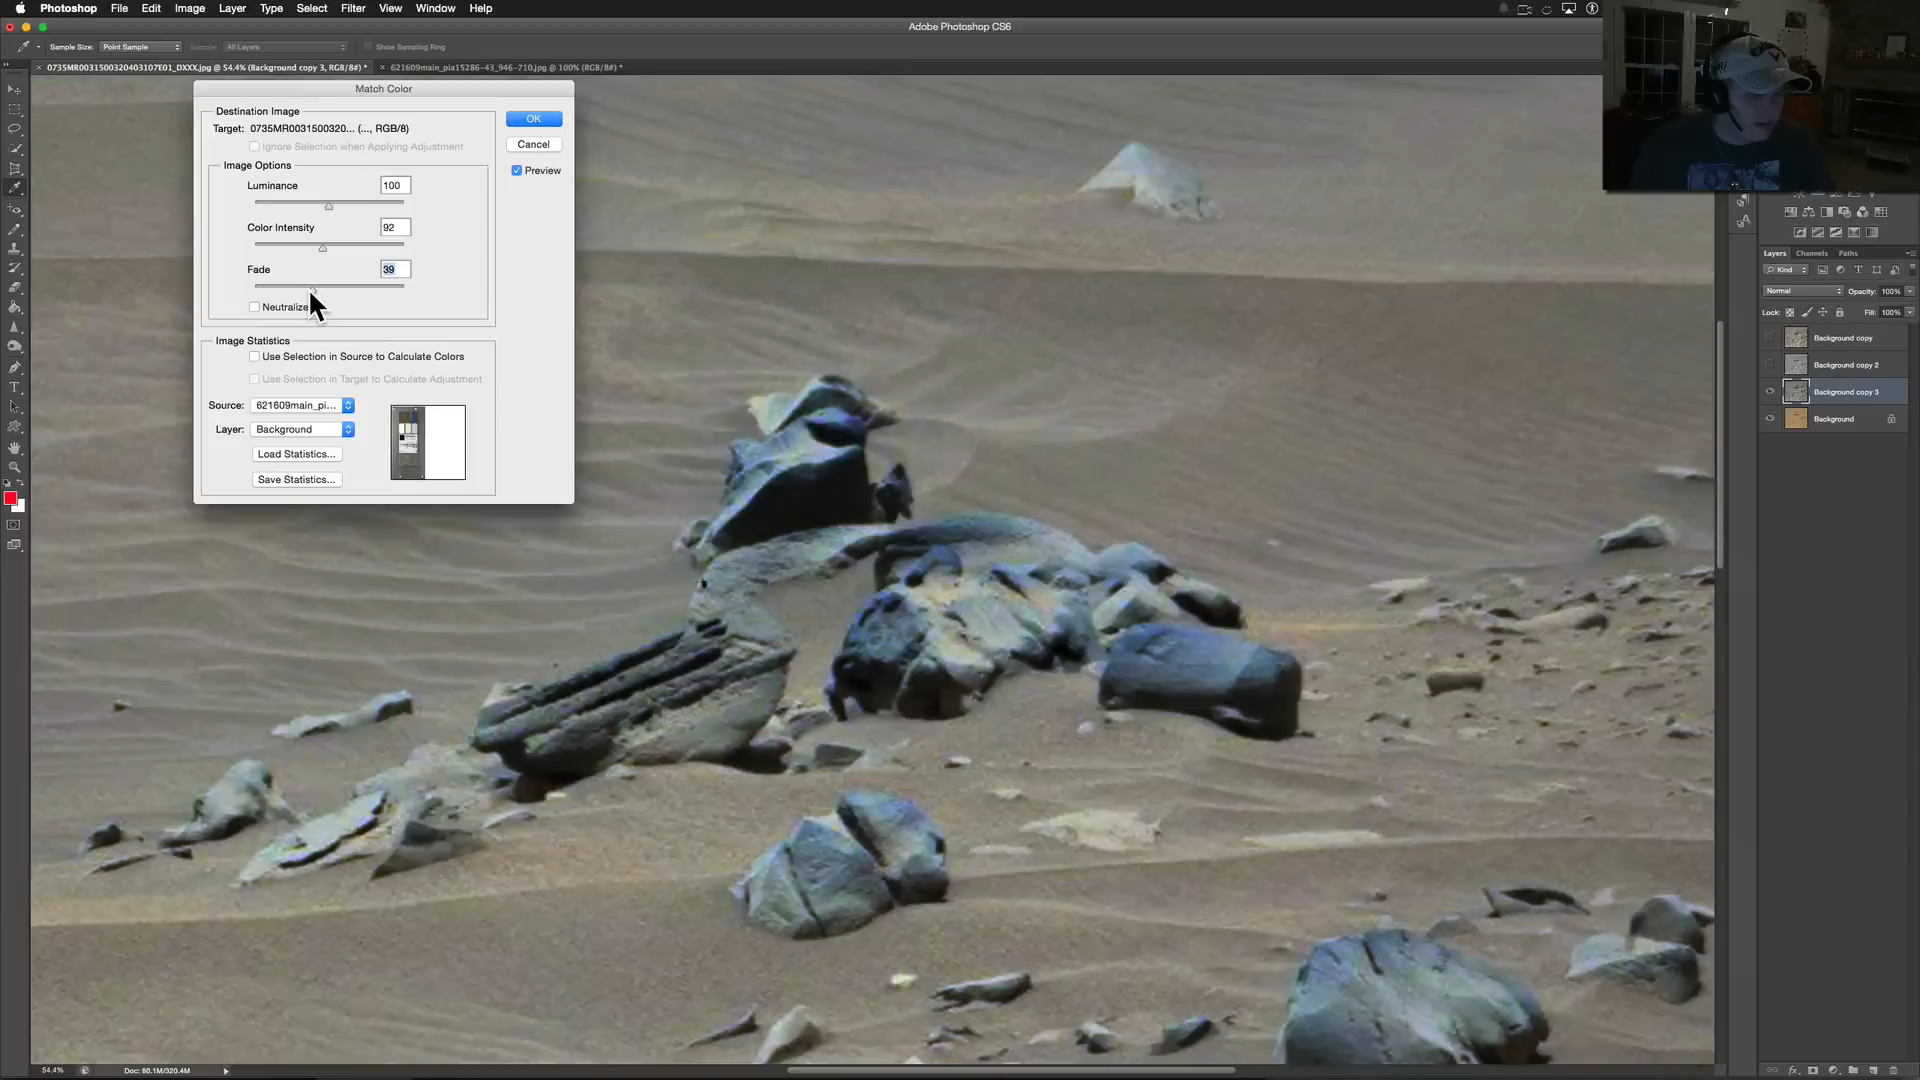 Photoshop File Edit Image Layer Type Select Filter View Window Help
Adobe Photoshop CS6
Sample Size: Point Sample Sample: All Layers Show Sampling Ring
0735MR0031500320403107E01_DXXX.jpg @ 54.4% (Background copy 3, RGB/8#) * 621609main_pia15286-43_946-710.jpg @ 100% (RGB/8#) *
Match Color
Destination Image
Target: 0735MR0031500320... (..., RGB/8)
Ignore Selection when Applying Adjustment
OK
Cancel
Preview
Image Options
Luminance 100
Color Intensity 92
Fade 39
Neutralize
Image Statistics
Use Selection in Source to Calculate Colors
Use Selection in Target to Calculate Adjustment
Source: 621609main_pi...
Layer: Background
Load Statistics...
Save Statistics...
Layers Channels Paths
Kind
Normal Opacity: 100%
Lock: Fill: 100%
Background copy
Background copy 2
Background copy 3
Background
54.4% Doc: 80.1M/320.4M